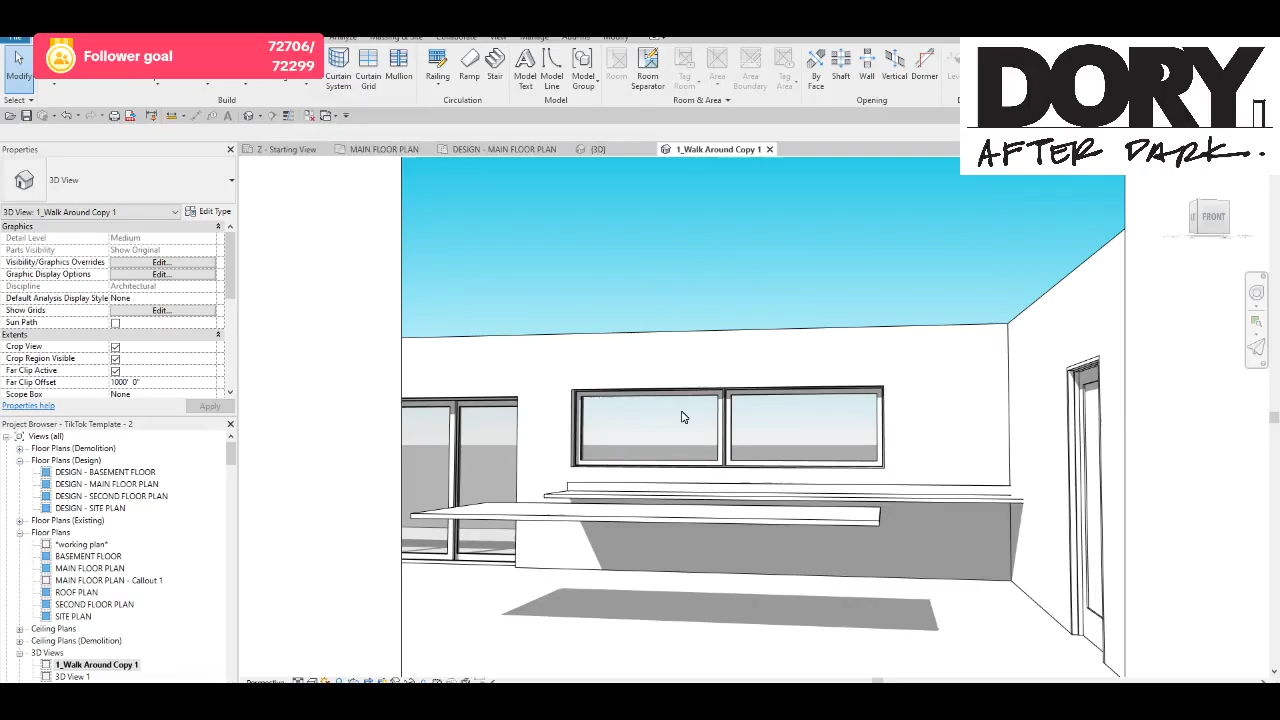 Follower goal
72706/
72299
DORY
AFTER DARK.
Modify
Select
Build
Curtain System
Curtain Grid
Mullion
Railing
Ramp
Stair
Circulation
Model Text
Model Line
Model Group
Model
Room
Room Separator
Tag Room
Area
Area Boundary
Tag Area
Room & Area
By Face
Shaft
Wall
Vertical
Dormer
Opening
Properties
Z - Starting View
MAIN FLOOR PLAN
DESIGN - MAIN FLOOR PLAN
{3D}
1_Walk Around Copy 1
3D View
3D View: 1_Walk Around Copy 1
Edit Type
Graphics
Detail Level Medium
Parts Visibility Show Original
Visibility/Graphics Overrides Edit...
Graphic Display Options Edit...
Discipline Architectural
Default Analysis Display Style None
Show Grids Edit...
Sun Path
Extents
Crop View
Crop Region Visible
Far Clip Active
Far Clip Offset 1000' 0"
Scope Box None
Properties help
Apply
Project Browser - TikTok Template - 2
Views (all)
Floor Plans (Demolition)
Floor Plans (Design)
DESIGN - BASEMENT FLOOR
DESIGN - MAIN FLOOR PLAN
DESIGN - SECOND FLOOR PLAN
DESIGN - SITE PLAN
Floor Plans (Existing)
Floor Plans
*working plan*
BASEMENT FLOOR
MAIN FLOOR PLAN
MAIN FLOOR PLAN - Callout 1
ROOF PLAN
SECOND FLOOR PLAN
SITE PLAN
Ceiling Plans
Ceiling Plans (Demolition)
3D Views
1_Walk Around Copy 1
3D View 1
FRONT